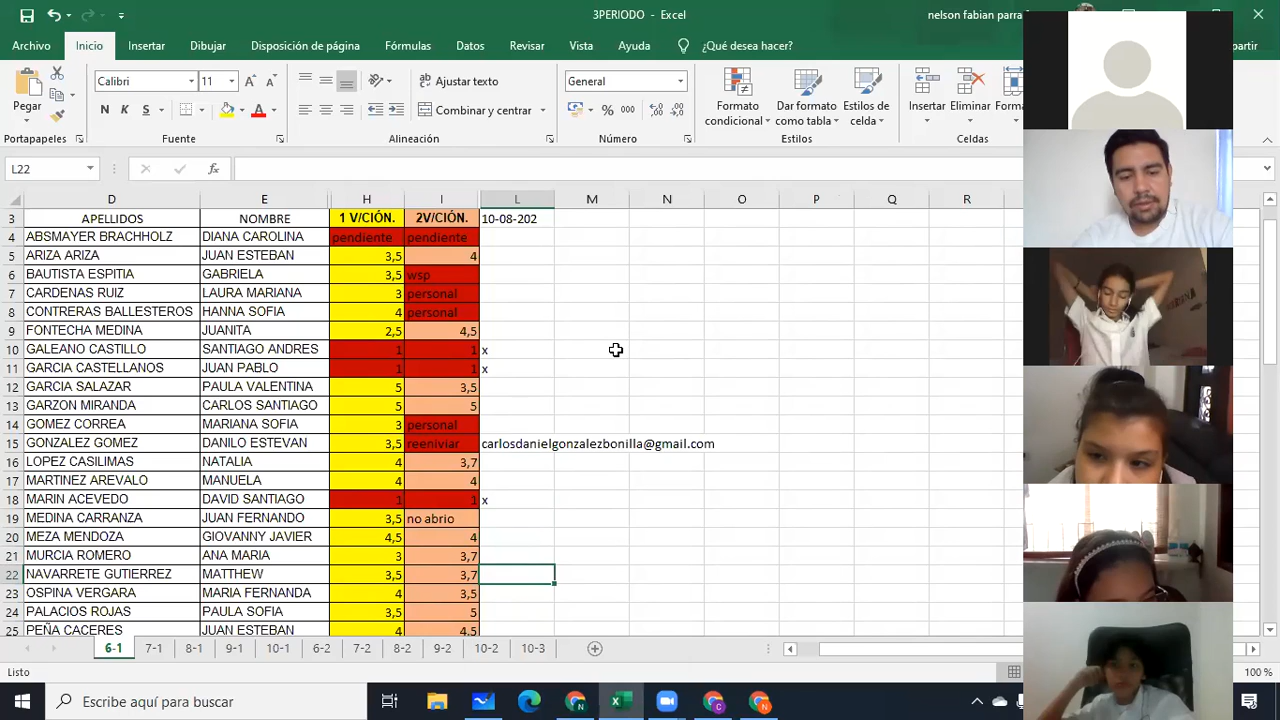 3PERIODO - Excel
nelson fabian parra
Archivo Inicio Insertar Dibujar Disposición de página Fórmulas Datos Revisar Vista Ayuda ¿Qué desea hacer? partir
Pegar
Calibri 11
N K S
Ajustar texto
Combinar y centrar
General
% 000
Formato condicional
Dar formato como tabla
Estilos de celda
Insertar
Eliminar
Form
Portapapeles Fuente Alineación Número Estilos Celdas
L22 fx
D E H I L M N O P Q R
3 APELLIDOS NOMBRE 1 V/CIÓN. 2V/CIÓN. 10-08-202
4 ABSMAYER BRACHHOLZ DIANA CAROLINA pendiente pendiente
5 ARIZA ARIZA JUAN ESTEBAN 3,5 4
6 BAUTISTA ESPITIA GABRIELA 3,5 wsp
7 CARDENAS RUIZ LAURA MARIANA 3 personal
8 CONTRERAS BALLESTEROS HANNA SOFIA 4 personal
9 FONTECHA MEDINA JUANITA 2,5 4,5
10 GALEANO CASTILLO SANTIAGO ANDRES 1 1 x
11 GARCIA CASTELLANOS JUAN PABLO 1 1 x
12 GARCIA SALAZAR PAULA VALENTINA 5 3,5
13 GARZON MIRANDA CARLOS SANTIAGO 5 5
14 GOMEZ CORREA MARIANA SOFIA 3 personal
15 GONZALEZ GOMEZ DANILO ESTEVAN 3,5 reeniviar carlosdanielgonzalezbonilla@gmail.com
16 LOPEZ CASILIMAS NATALIA 4 3,7
17 MARTINEZ AREVALO MANUELA 4 4
18 MARIN ACEVEDO DAVID SANTIAGO 1 1 x
19 MEDINA CARRANZA JUAN FERNANDO 3,5 no abrio
20 MEZA MENDOZA GIOVANNY JAVIER 4,5 4
21 MURCIA ROMERO ANA MARIA 3 3,7
22 NAVARRETE GUTIERREZ MATTHEW 3,5 3,7
23 OSPINA VERGARA MARIA FERNANDA 4 3,5
24 PALACIOS ROJAS PAULA SOFIA 3,5 5
25 PEÑA CACERES JUAN ESTEBAN 4 4,5
6-1 7-1 8-1 9-1 10-1 6-2 7-2 8-2 9-2 10-2 10-3
Listo
100 %
Escribe aquí para buscar